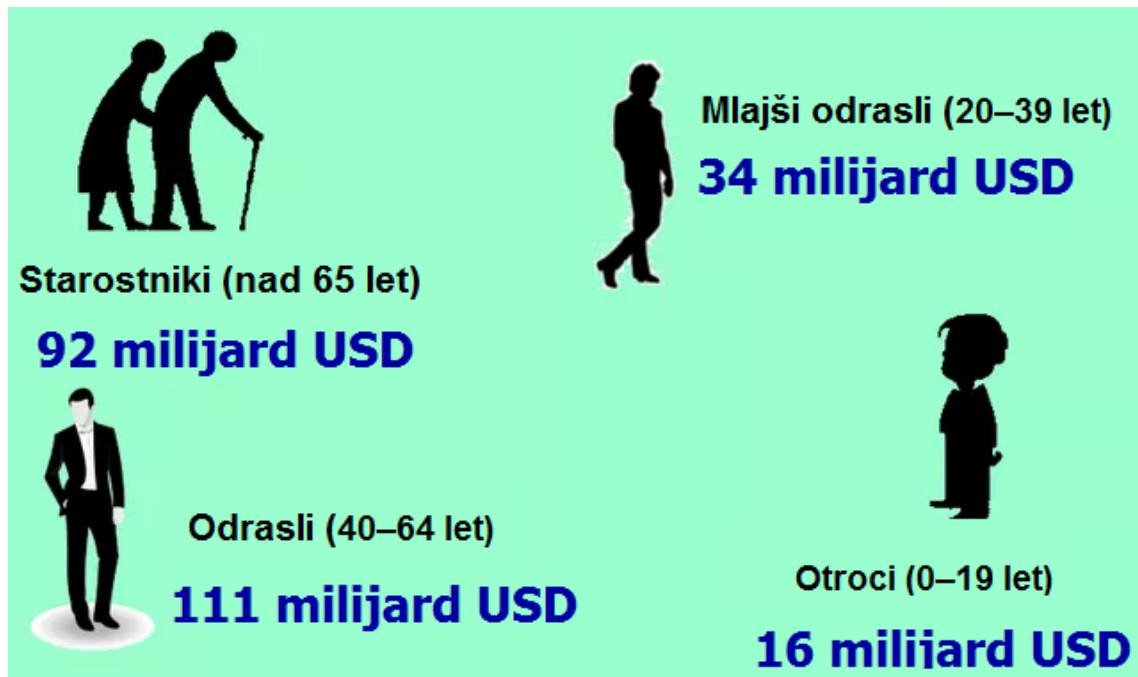 Starostniki (nad 65 let)
92 milijard USD
Mlajši odrasli (20–39 let)
34 milijard USD
Odrasli (40–64 let)
111 milijard USD
Otroci (0–19 let)
16 milijard USD